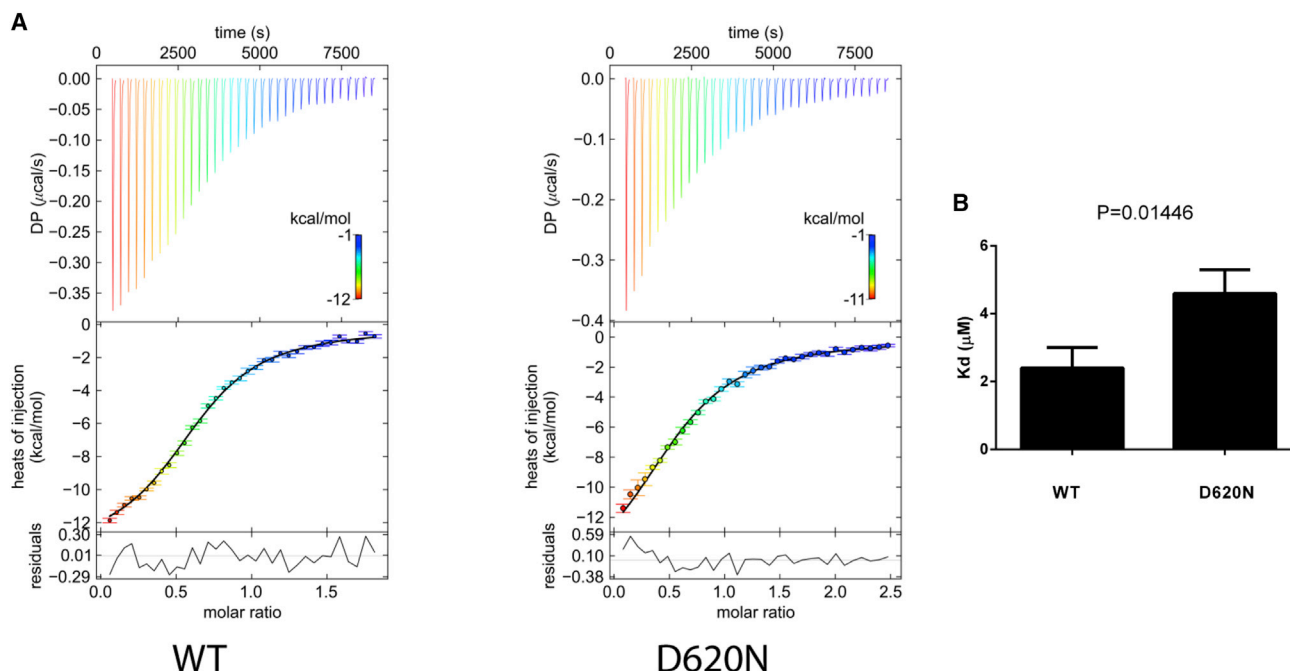 A
time (s)
0 2500 5000 7500
0.00
−0.05
−0.10
−0.15
−0.20
−0.25
−0.30
−0.35
DP (μcal/s)
kcal/mol
-1
-12
0
−2
−4
−6
−8
−10
−12
heats of injection
(kcal/mol)
0.30
0.01
−0.29
residuals
0.0 0.5 1.0 1.5
molar ratio
WT
time (s)
0 2500 5000 7500
0.00
−0.1
−0.2
−0.3
−0.4
DP (μcal/s)
kcal/mol
-1
-11
0
−2
−4
−6
−8
−10
−12
heats of injection
(kcal/mol)
0.59
0.10
−0.38
residuals
0.0 0.5 1.0 1.5 2.0 2.5
molar ratio
D620N
B
P=0.01446
6
4
2
0
Kd (μM)
WT D620N